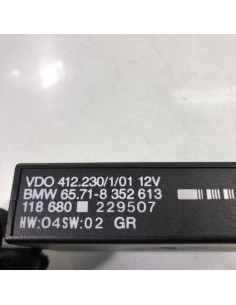 VDO 412.230/1/01 12V
BMW 65.71-8 352 613
118 680 229507
HW:04SW:02 GR